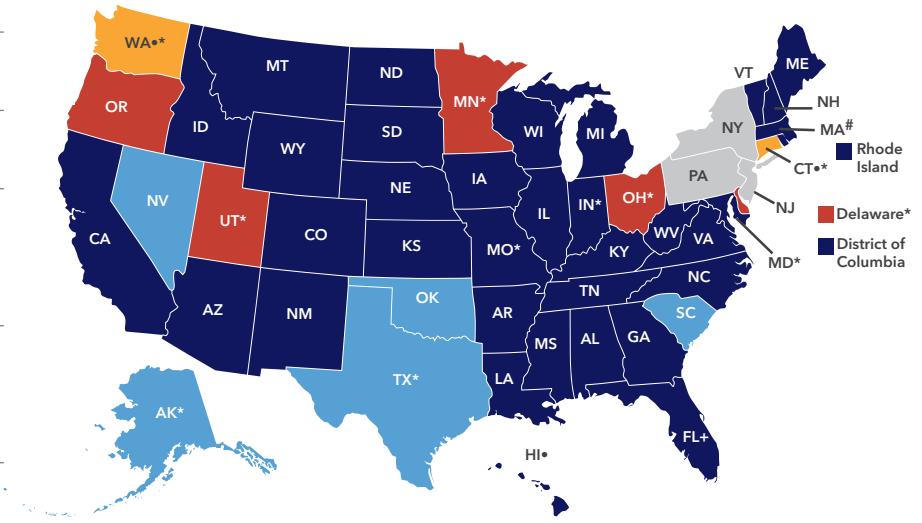 WA•*
MT
ND
MN*
VT
ME
OR
ID
SD
WI
MI
NY
NH
MA#
WY
Rhode
Island
CT•*
NV
UT*
NE
IA
PA
OH*
IL
IN*
NJ
Delaware*
CA
CO
KS
MO*
KY
WV
VA
District of
Columbia
MD*
AZ
NM
OK
AR
TN
NC
SC
MS
AL
GA
LA
TX*
AK*
FL+
HI•